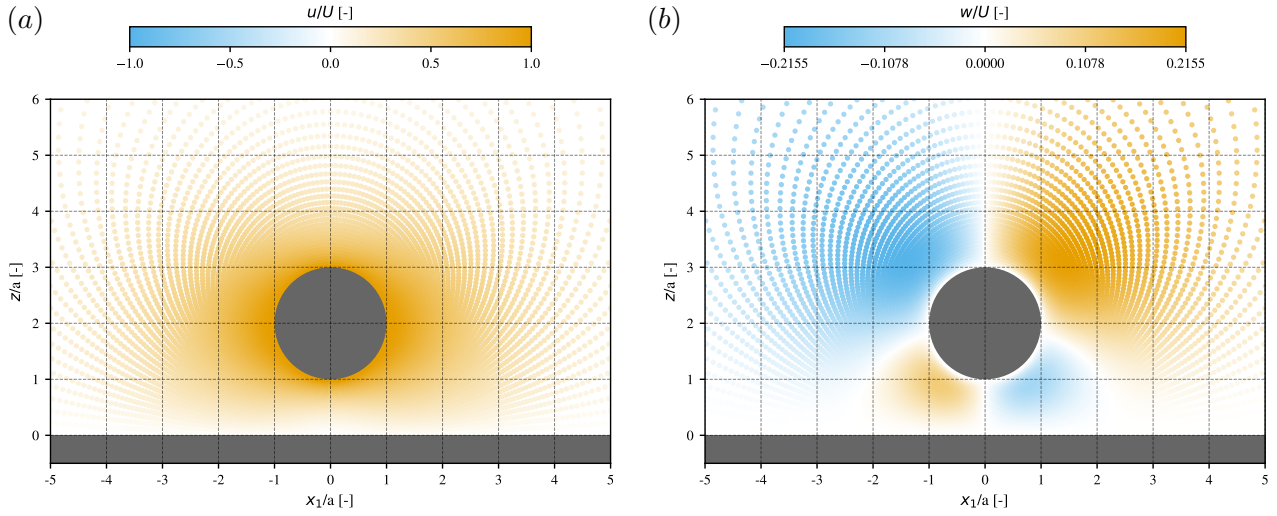 (a)
u/U [-]
−1.0 −0.5 0.0 0.5 1.0
z/a [-]
6
5
4
3
2
1
0
-5 -4 -3 -2 -1 0 1 2 3 4 5
x₁/a [-]
(b)
w/U [-]
−0.2155 −0.1078 0.0000 0.1078 0.2155
z/a [-]
6
5
4
3
2
1
0
-5 -4 -3 -2 -1 0 1 2 3 4 5
x₁/a [-]